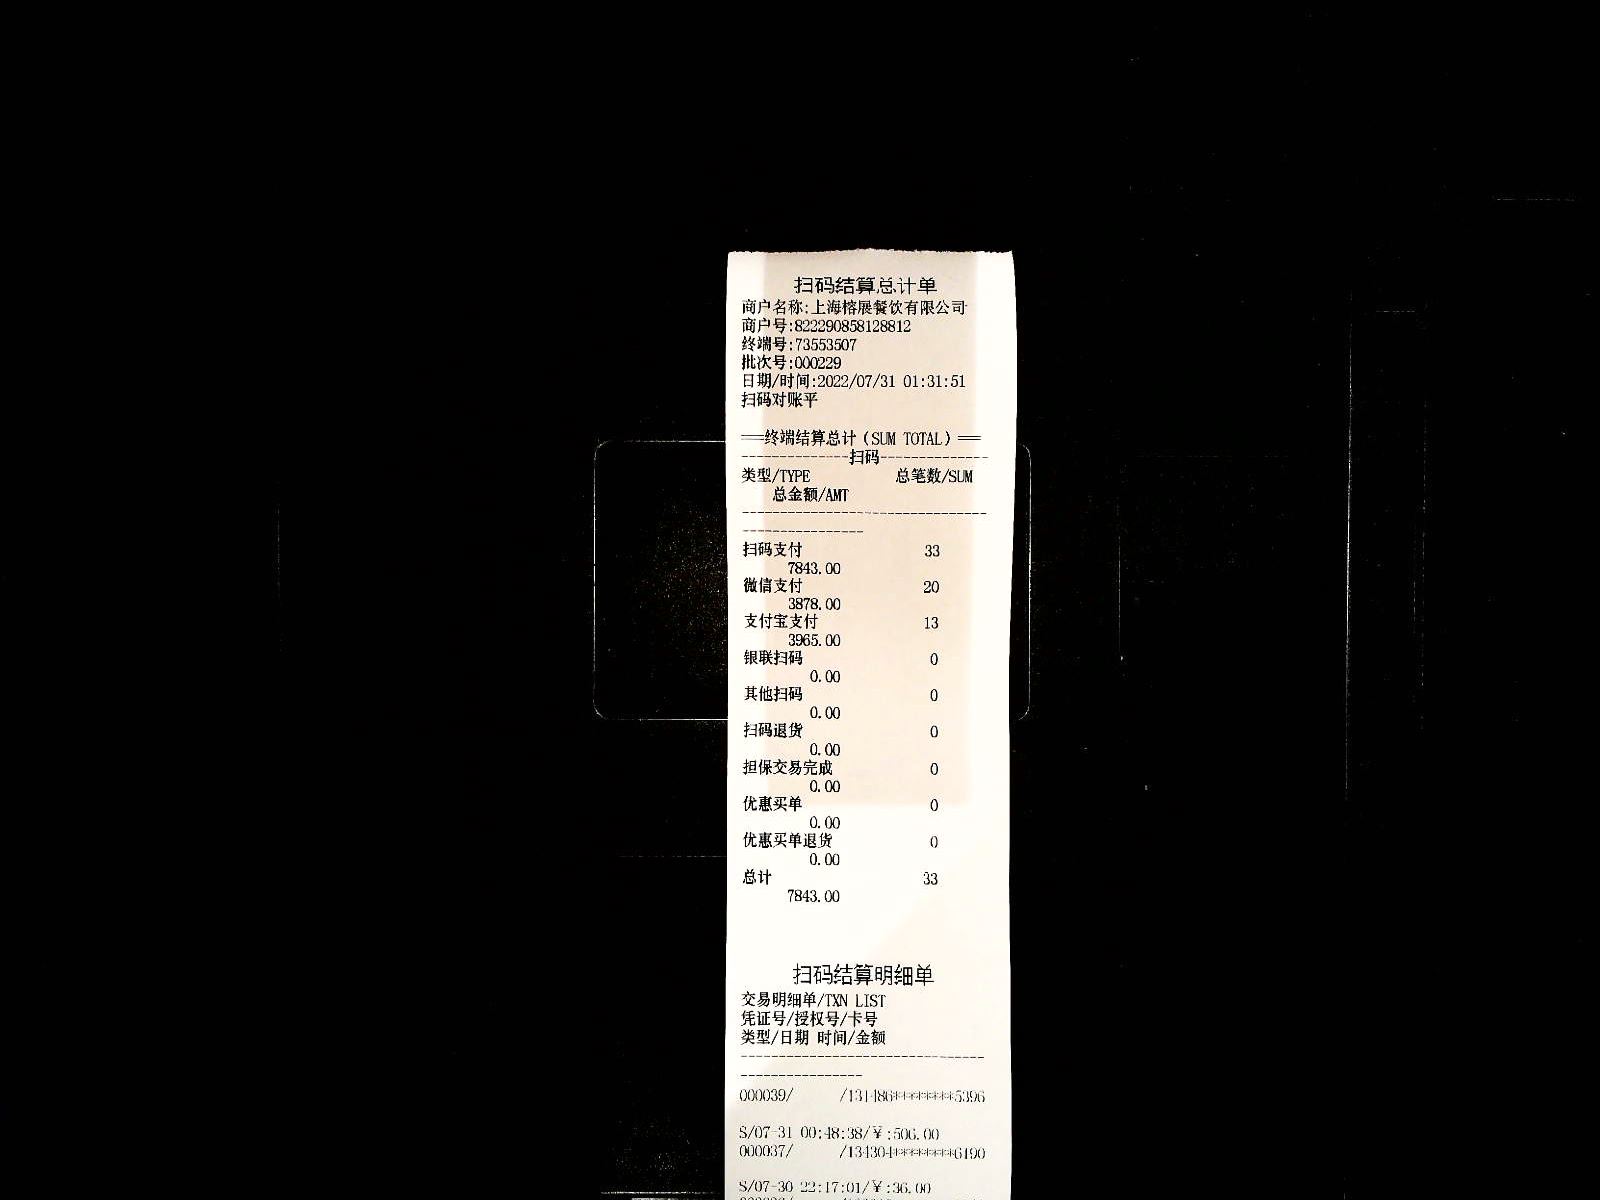 扫码结算总计单
商户名称:上海榕展餐饮有限公司
商户号:822290858128812
终端号:73553507
批次号:000229
日期/时间:2022/07/31 01:31:51
扫码对账平
==终端结算总计(SUM TOTAL)==
--------------扫码--------------
类型/TYPE 总笔数/SUM
总金额/AMT
--------------------------------
----------------
扫码支付 33
7843.00
微信支付 20
3878.00
支付宝支付 13
3965.00
银联扫码 0
0.00
其他扫码 0
0.00
扫码退货 0
0.00
担保交易完成 0
0.00
优惠买单 0
0.00
优惠买单退货 0
0.00
总计 33
7843.00
扫码结算明细单
交易明细单/TXN LIST
凭证号/授权号/卡号
类型/日期 时间/金额
--------------------------------
----------------
000039/ /131486********5396
S/07-31 00:48:38/¥:506.00
000037/ /134304********6190
S/07-30 22:17:01/¥:36.00